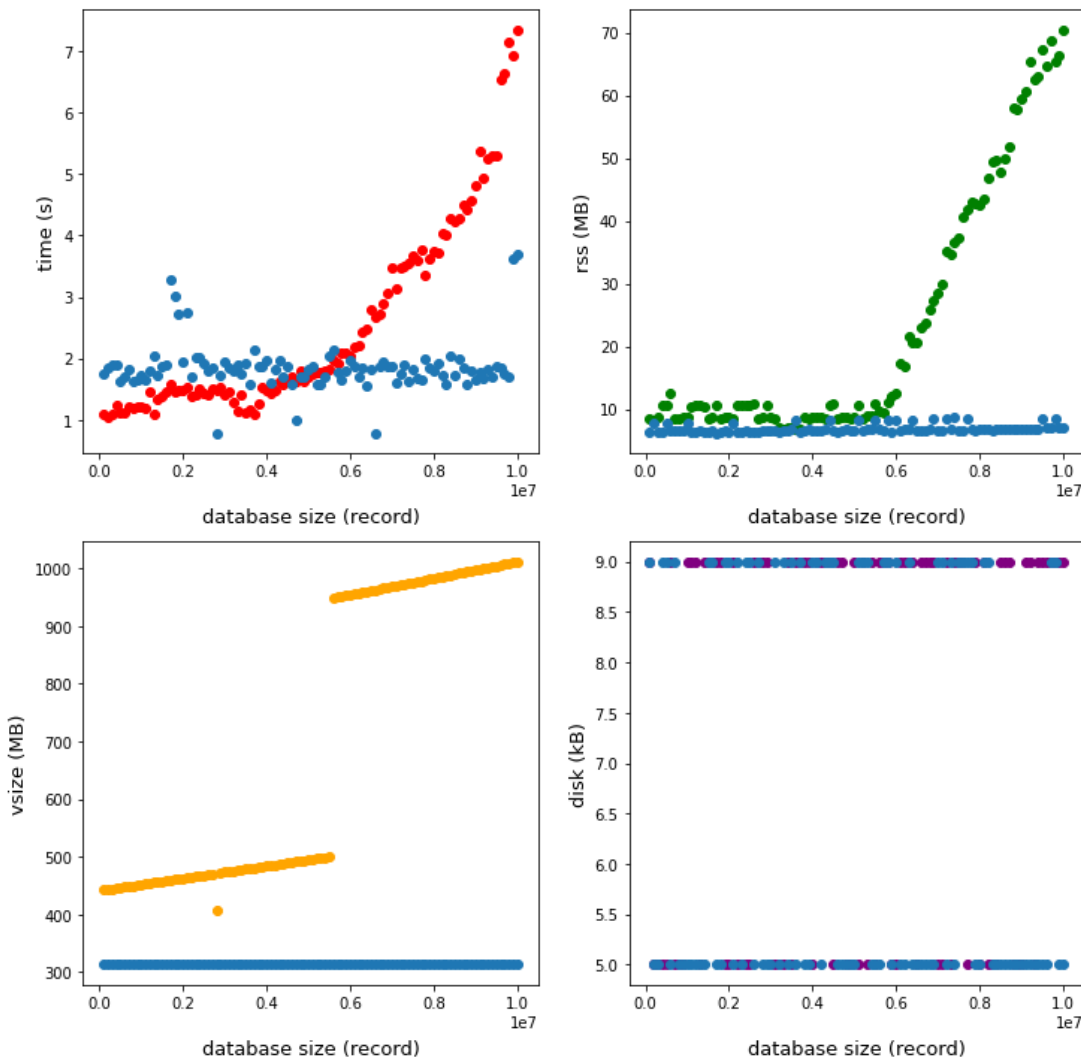 time (s)
7
6
5
4
3
2
1
0.0 0.2 0.4 0.6 0.8 1.0
1e7
database size (record)
rss (MB)
70
60
50
40
30
20
10
0.0 0.2 0.4 0.6 0.8 1.0
1e7
database size (record)
vsize (MB)
1000
900
800
700
600
500
400
300
0.0 0.2 0.4 0.6 0.8 1.0
1e7
database size (record)
disk (kB)
9.0
8.5
8.0
7.5
7.0
6.5
6.0
5.5
5.0
0.0 0.2 0.4 0.6 0.8 1.0
1e7
database size (record)